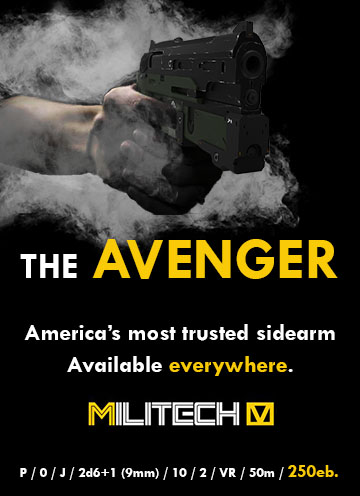 THE AVENGER
America's most trusted sidearm
Available everywhere.
MILITECH
P / 0 / J / 2d6+1 (9mm) / 10 / 2 / VR / 50m / 250eb.